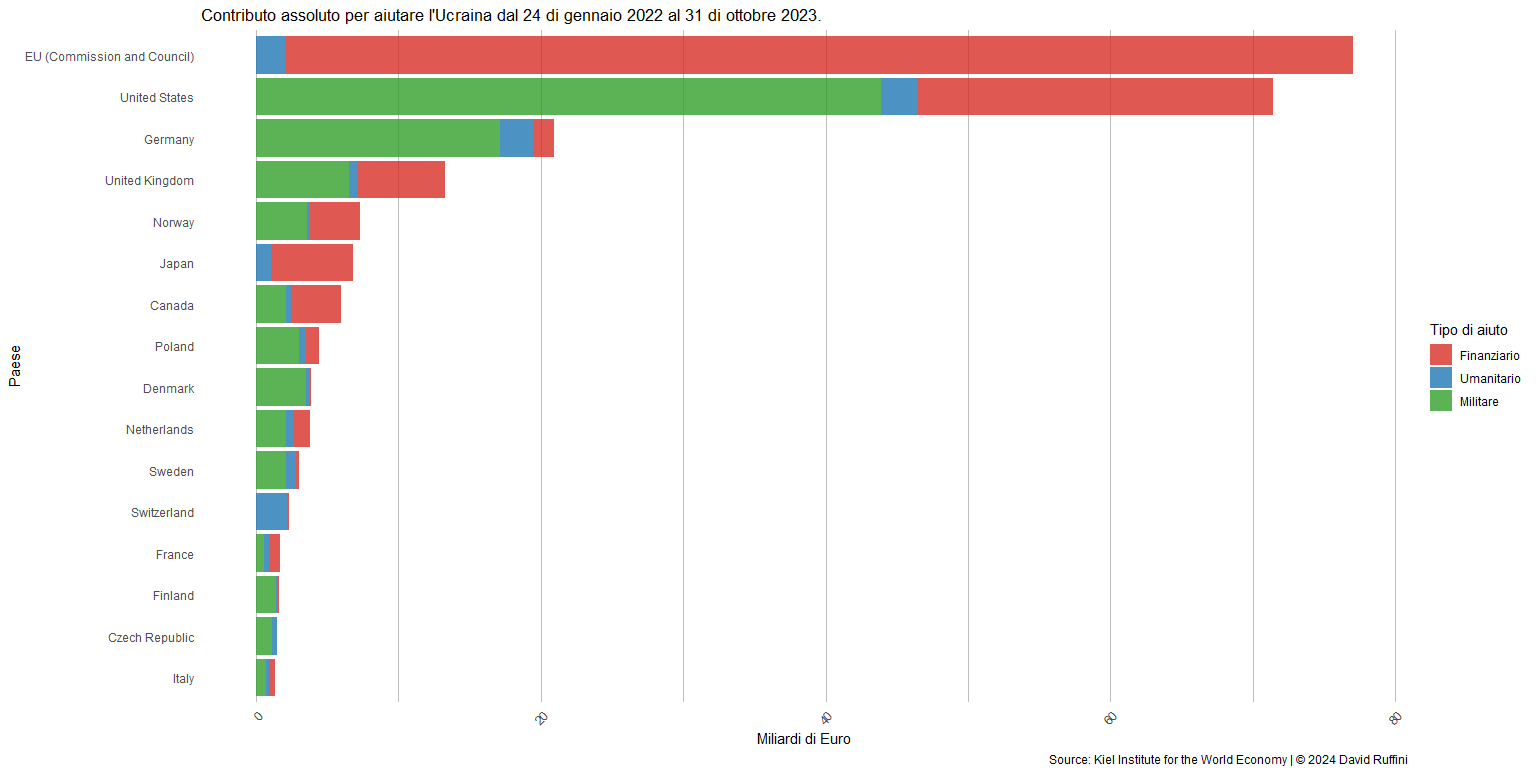 Contributo assoluto per aiutare l'Ucraina dal 24 di gennaio 2022 al 31 di ottobre 2023.
EU (Commission and Council)
United States
Germany
United Kingdom
Norway
Japan
Canada
Poland
Denmark
Netherlands
Sweden
Switzerland
France
Finland
Czech Republic
Italy
Paese
0
20
40
60
80
Miliardi di Euro
Tipo di aiuto
Finanziario
Umanitario
Militare
Source: Kiel Institute for the World Economy | © 2024 David Ruffini